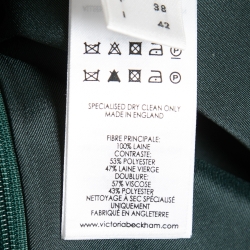 38
42
SPECIALISED DRY CLEAN ONLY
MADE IN ENGLAND
FIBRE PRINCIPALE:
100% LAINE
CONTRASTE:
53% POLYESTER
47% LAINE VIERGE
DOUBLURE:
57% VISCOSE
43% POLYESTER
NETTOYAGE A SEC SPÉCIALISÉ
UNIQUEMENT
FABRIQUÉ EN ANGLETERRE
www.victoriabeckham.com